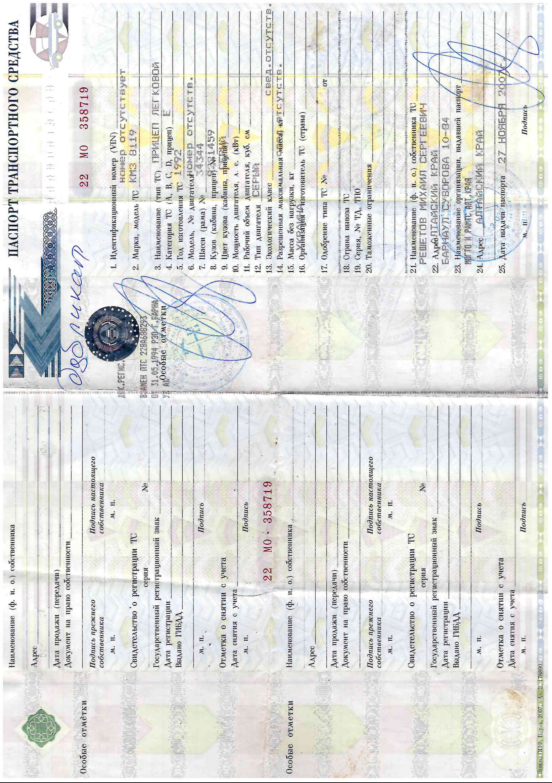 ПАСПОРТ ТРАНСПОРТНОГО СРЕДСТВА
22 МО 358719
дубликат
1. Идентификационный номер (VIN) номер отсутствует
2. Марка, модель ТС КМЗ 8119
3. Наименование (тип ТС) ПРИЦЕП ЛЕГКОВОЙ
4. Категория ТС (А, В, С, D, прицеп) Е
5. Год изготовления ТС 1992
6. Модель, № двигателя номер отсутств.
7. Шасси (рама) № 34344
8. Кузов (кабина, прицеп) №
9. Цвет кузова (кабины, прицепа)
10. Мощность двигателя, л. с. (кВт)
11. Рабочий объем двигателя, куб. см
12. Тип двигателя СЕРЫЙ
13. Экологический класс свед.отсутств.
14. Разрешенная максимальная масса, кг отсутств.
15. Масса без нагрузки, кг
16. Организация – изготовитель ТС (страна)
17. Одобрение типа ТС № от
18. Страна вывоза ТС
19. Серия, № ТД, ТПО
20. Таможенные ограничения
21. Наименование (ф. и. о.) собственника ТС
РЕШЕТОВ МИХАИЛ СЕРГЕЕВИЧ
22. Адрес АЛТАЙСКИЙ КРАЙ
БАРНАУЛ СУВОРОВА 10-84
23. Наименование организации, выдавшей паспорт
24. Адрес АЛТАЙСКИЙ КРАЙ
25. Дата выдачи паспорта 27 НОЯБРЯ 2007
М. П. Подпись
ВЗАМЕН ПТС
ОТ 31.05.1994
Особые отметки
Наименование (ф. и. о.) собственника
Адрес
Дата продажи (передачи)
Документ на право собственности
Подпись прежнего собственника
Подпись настоящего собственника
м. п.
м. п.
Свидетельство о регистрации ТС
серия №
Государственный регистрационный знак
Дата регистрации
Выдано ГИБДД
м. п. Подпись
Отметка о снятии с учета
Дата снятия с учета
м. п. Подпись
Особые отметки
22 МО 358719
Наименование (ф. и. о.) собственника
Адрес
Дата продажи (передачи)
Документ на право собственности
Подпись прежнего собственника
Подпись настоящего собственника
м. п.
м. п.
Свидетельство о регистрации ТС
серия №
Государственный регистрационный знак
Дата регистрации
Выдано ГИБДД
м. п. Подпись
Отметка о снятии с учета
Дата снятия с учета
м. п. Подпись
Особые отметки